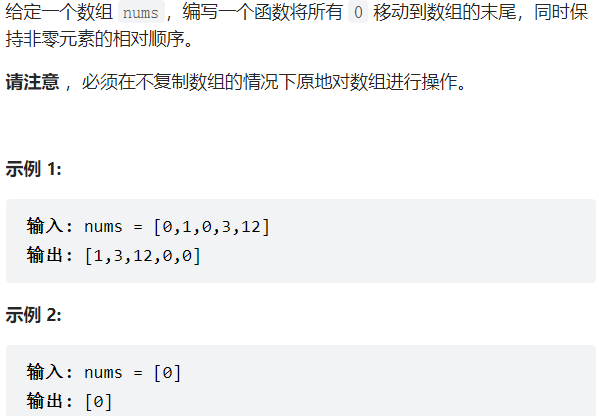 给定一个数组 nums，编写一个函数将所有 0 移动到数组的末尾，同时保
持非零元素的相对顺序。
请注意 ，必须在不复制数组的情况下原地对数组进行操作。
示例 1:
输入: nums = [0,1,0,3,12]
输出: [1,3,12,0,0]
示例 2:
输入: nums = [0]
输出: [0]